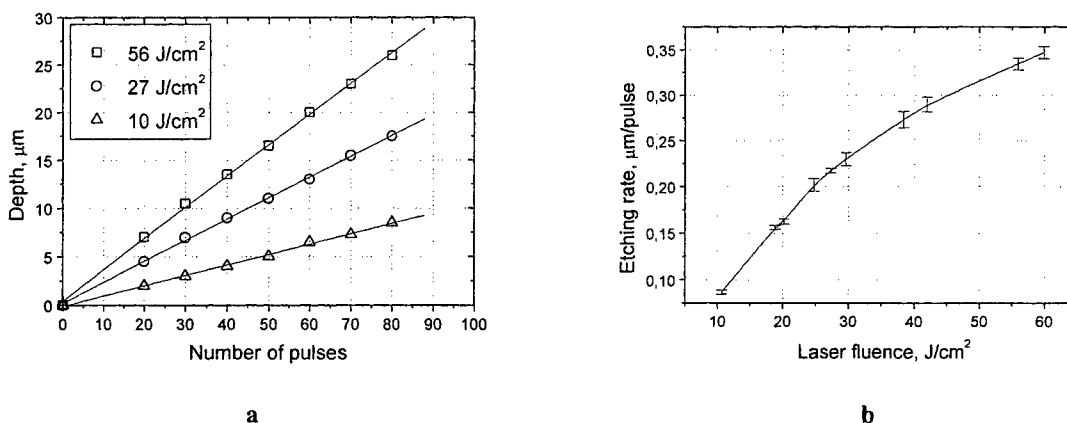 30
25
20
15
10
5
0
Depth, µm
56 J/cm²
27 J/cm²
10 J/cm²
0 10 20 30 40 50 60 70 80 90 100
Number of pulses
a
0,35
0,30
0,25
0,20
0,15
0,10
Etching rate, µm/pulse
10 20 30 40 50 60
Laser fluence, J/cm²
b